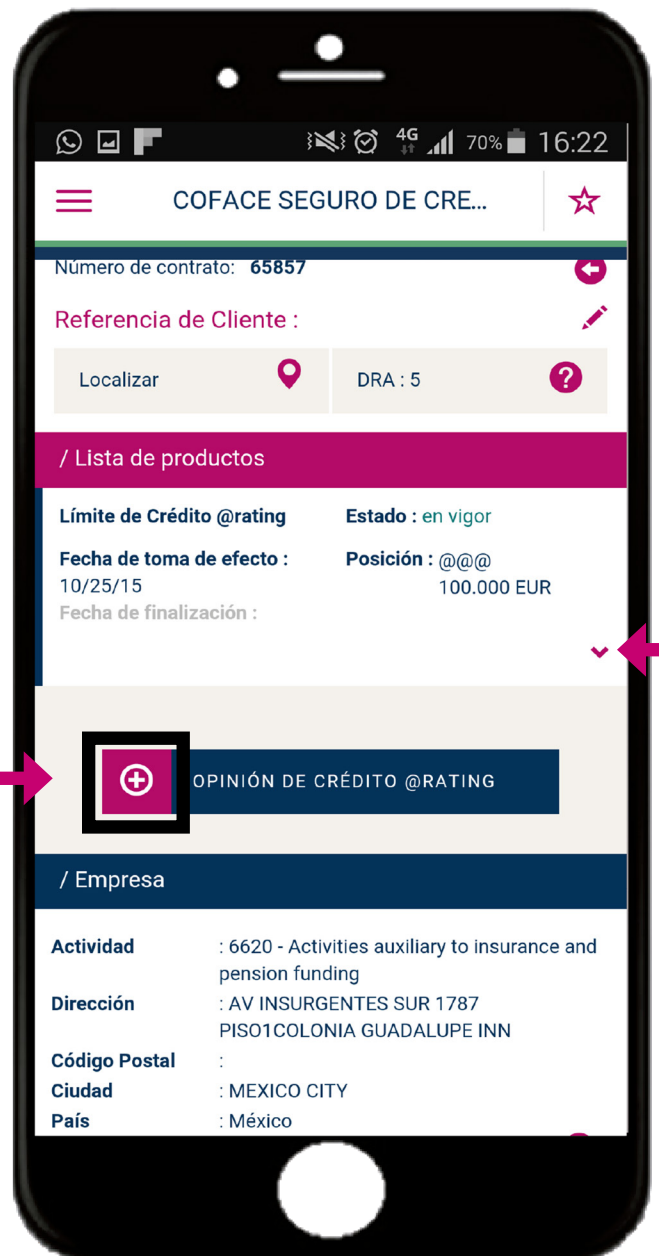 4G 70% 16:22
COFACE SEGURO DE CRE...
Número de contrato: 65857
Referencia de Cliente :
Localizar DRA : 5 ?
/ Lista de productos
Límite de Crédito @rating Estado : en vigor
Fecha de toma de efecto : Posición : @@@
10/25/15 100.000 EUR
Fecha de finalización :
OPINIÓN DE CRÉDITO @RATING
/ Empresa
Actividad : 6620 - Activities auxiliary to insurance and
pension funding
Dirección : AV INSURGENTES SUR 1787
PISO1COLONIA GUADALUPE INN
Código Postal :
Ciudad : MEXICO CITY
País : México